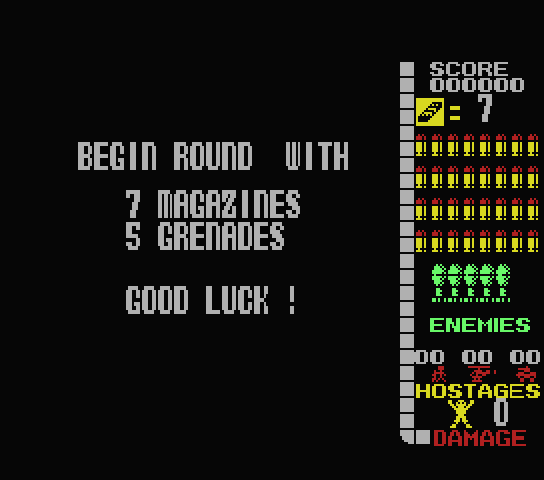 BEGIN ROUND WITH
7 MAGAZINES
5 GRENADES
GOOD LUCK !
SCORE
000000
= 7
ENEMIES
00 00 00
HOSTAGES
0
DAMAGE